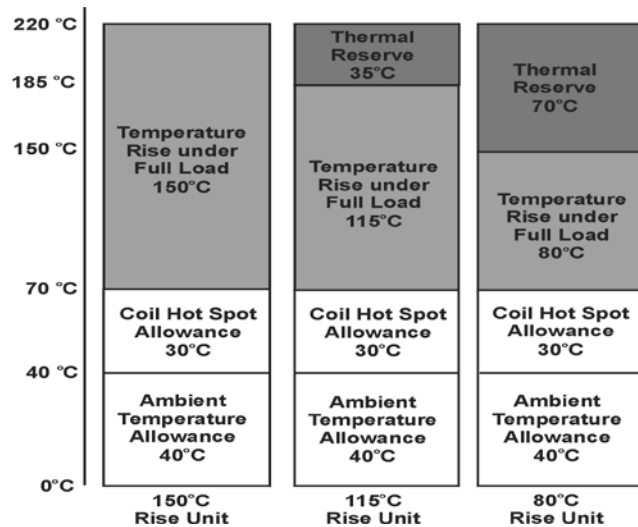 220 °C
185 °C
150 °C
70 °C
40 °C
0°C
Temperature
Rise under
Full Load
150°C
Coil Hot Spot
Allowance
30°C
Ambient
Temperature
Allowance
40°C
150°C
Rise Unit
Thermal
Reserve
35°C
Temperature
Rise under
Full Load
115°C
Coil Hot Spot
Allowance
30°C
Ambient
Temperature
Allowance
40°C
115°C
Rise Unit
Thermal
Reserve
70°C
Temperature
Rise under
Full Load
80°C
Coil Hot Spot
Allowance
30°C
Ambient
Temperature
Allowance
40°C
80°C
Rise Unit